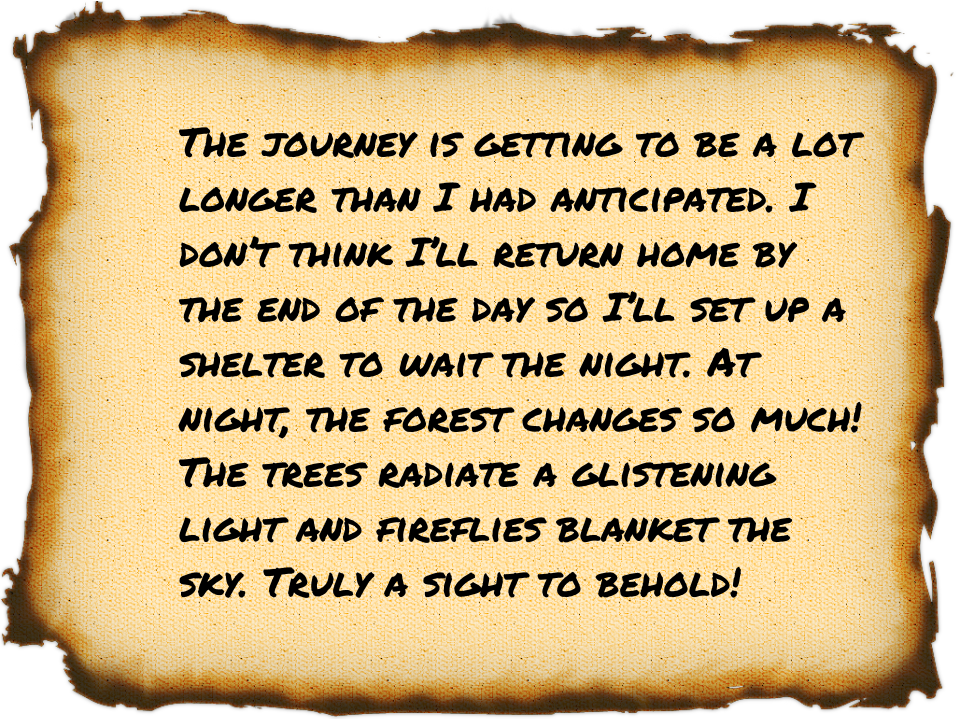 The journey is getting to be a lot
longer than I had anticipated. I
don't think I'll return home by
the end of the day so I'll set up a
shelter to wait the night. At
night, the forest changes so much!
The trees radiate a glistening
light and fireflies blanket the
sky. Truly a sight to behold!